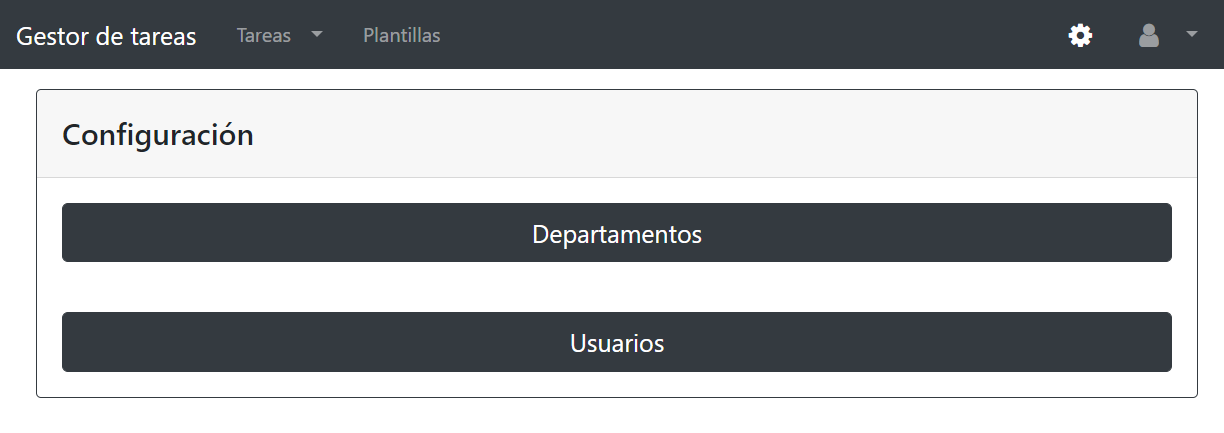 Gestor de tareas Tareas Plantillas
Configuración
Departamentos
Usuarios